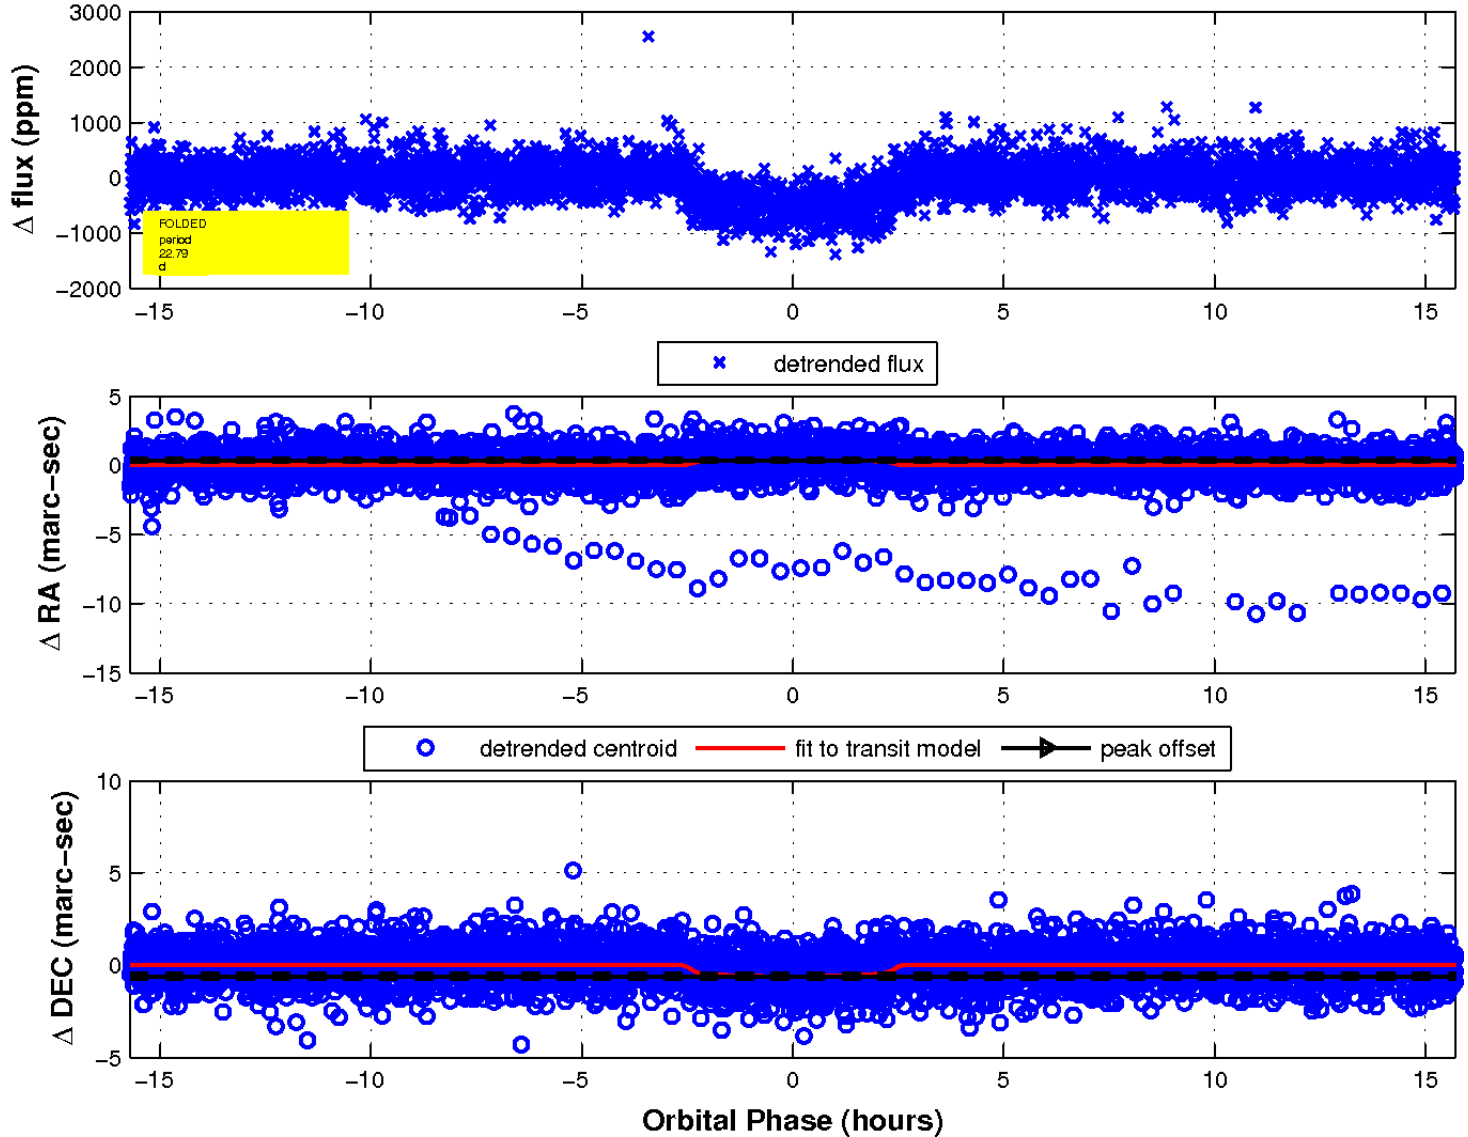 3000
2000
1000
0
−1000
−2000
Δ flux (ppm)
FOLDED
period
22.79
d
−15 −10 −5 0 5 10 15
detrended flux
5
0
−5
−10
−15
Δ RA (marc−sec)
−15 −10 −5 0 5 10 15
detrended centroid fit to transit model peak offset
10
5
0
−5
Δ DEC (marc−sec)
−15 −10 −5 0 5 10 15
Orbital Phase (hours)